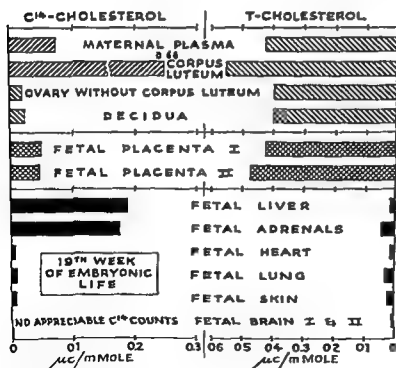 C14-CHOLESTEROL T-CHOLESTEROL
MATERNAL PLASMA
0.68
CORPUS
LUTEUM
OVARY WITHOUT CORPUS LUTEUM
DECIDUA
FETAL PLACENTA I
FETAL PLACENTA II
FETAL LIVER
FETAL ADRENALS
FETAL HEART
19TH WEEK
OF EMBRYONIC
LIFE
FETAL LUNG
FETAL SKIN
NO APPRECIABLE C14 COUNTS FETAL BRAIN I & II
0 0.1 0.2 0.3 0.6 0.5 0.4 0.3 0.2 0.1 0
µc/mMOLE µc/mMOLE